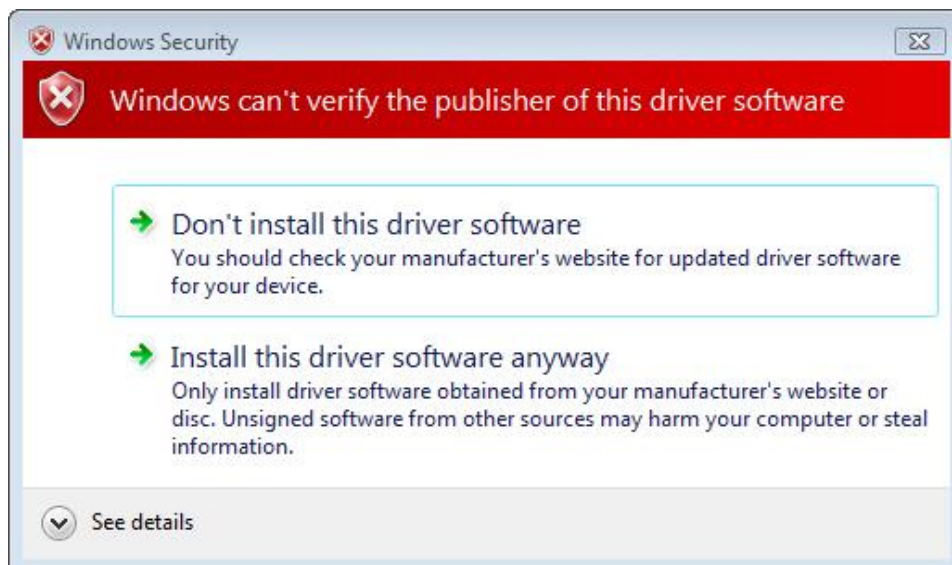 Windows Security
Windows can't verify the publisher of this driver software
Don't install this driver software
You should check your manufacturer's website for updated driver software
for your device.
Install this driver software anyway
Only install driver software obtained from your manufacturer's website or
disc. Unsigned software from other sources may harm your computer or steal
information.
See details